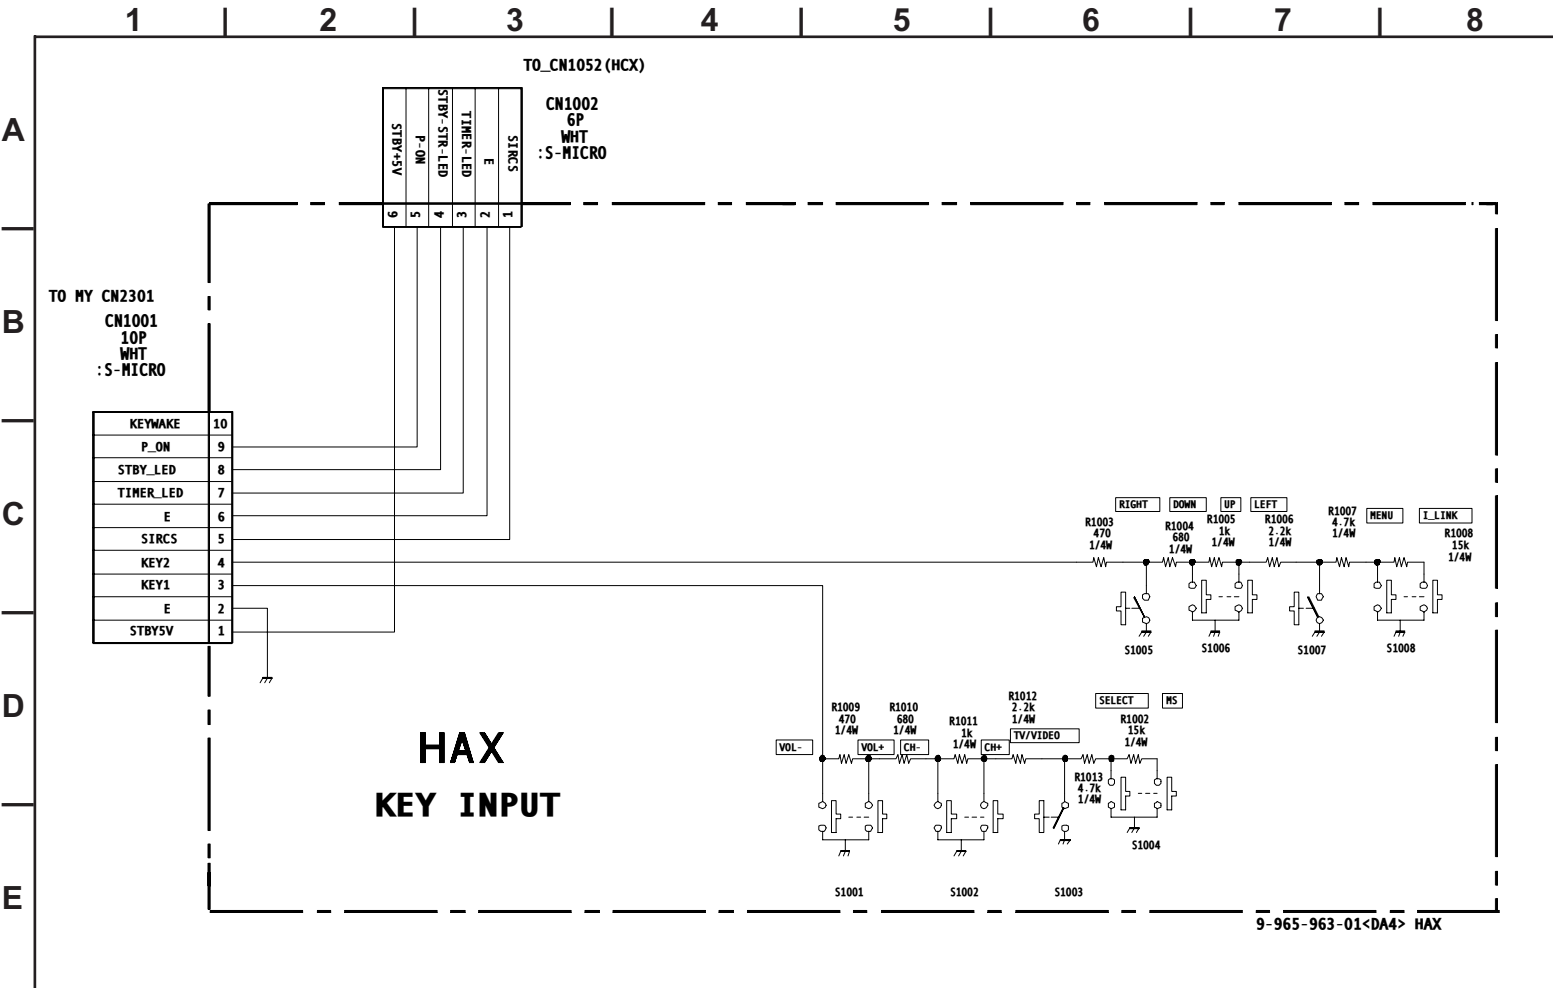 1 2 3 4 5 6 7 8
A
B
C
D
E
TO_CN1052(HCX)
CN1002
6P
WHT
:S-MICRO
STBY+5V
P-ON
STBY-STR-LED
TIMER-LED
E
SIRCS
6 5 4 3 2 1
TO MY CN2301
CN1001
10P
WHT
:S-MICRO
KEYWAKE 10
P_ON 9
STBY_LED 8
TIMER_LED 7
E 6
SIRCS 5
KEY2 4
KEY1 3
E 2
STBY5V 1
RIGHT
DOWN
UP
LEFT
MENU
I_LINK
R1003
470
1/4W
R1004
680
1/4W
R1005
1k
1/4W
R1006
2.2k
1/4W
R1007
4.7k
1/4W
R1008
15k
1/4W
S1005
S1006
S1007
S1008
HAX
KEY INPUT
VOL-
R1009
470
1/4W
VOL+
R1010
680
1/4W
CH-
R1011
1k
1/4W
CH+
R1012
2.2k
1/4W
TV/VIDEO
R1013
4.7k
1/4W
SELECT
MS
R1002
15k
1/4W
S1001
S1002
S1003
S1004
9-965-963-01<DA4> HAX